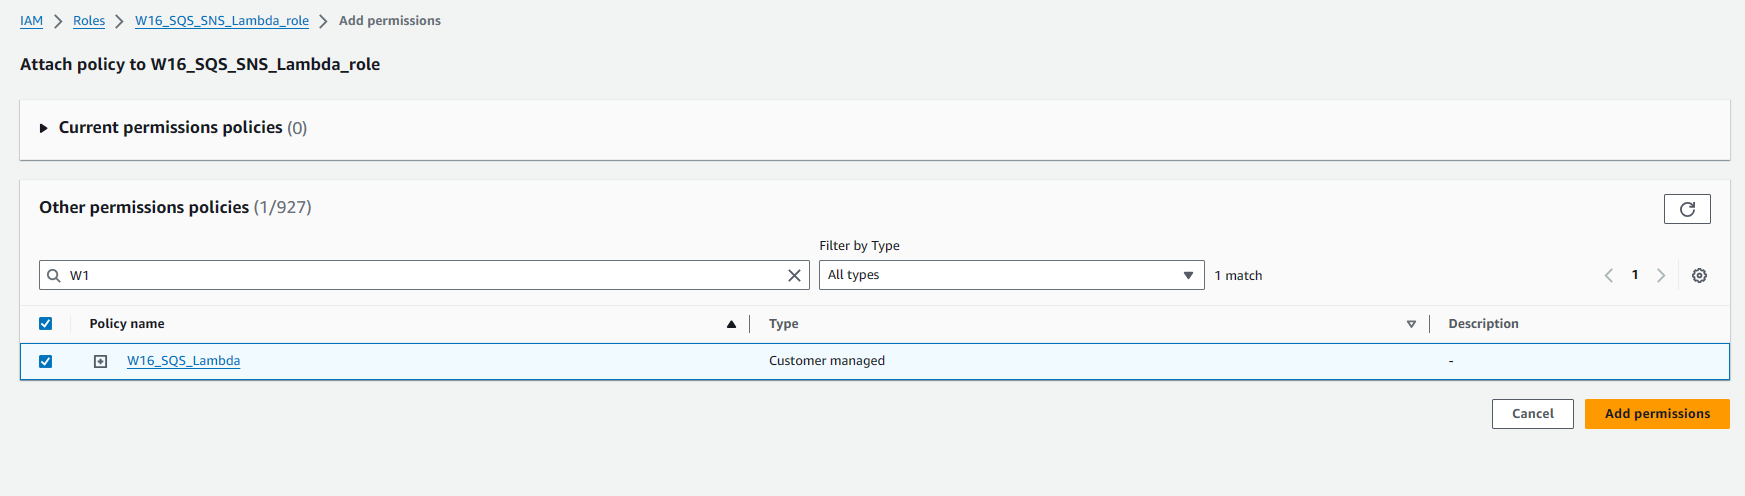 IAM > Roles > W16_SQS_SNS_Lambda_role > Add permissions
Attach policy to W16_SQS_SNS_Lambda_role
Current permissions policies (0)
Other permissions policies (1/927)
Filter by Type
W1 All types 1 match 1
Policy name Type Description
W16_SQS_Lambda Customer managed -
Cancel Add permissions